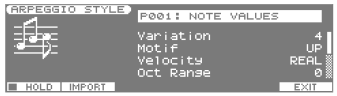 ARPEGGIO STYLE
P001: NOTE VALUES
Variation 4
Motif UP
Velocity REAL
Oct Range 0
HOLD IMPORT EXIT